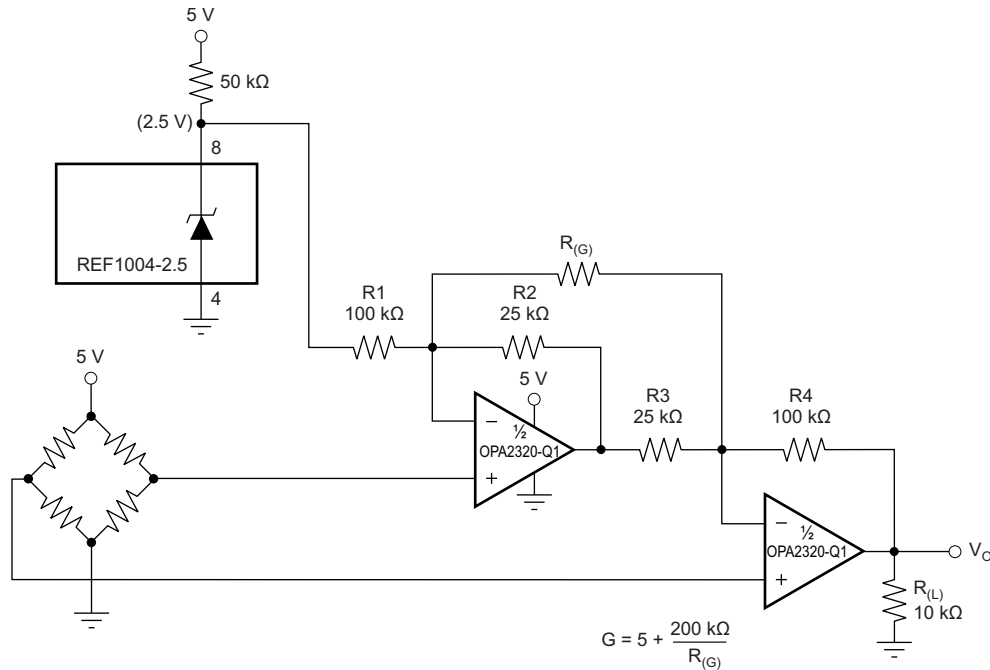 5 V
50 kΩ
(2.5 V)
8
REF1004-2.5
4
R(G)
R1
100 kΩ
R2
25 kΩ
5 V
5 V
R3
25 kΩ
R4
100 kΩ
−
½
OPA2320-Q1
+
−
½
OPA2320-Q1
+
VO
R(L)
10 kΩ
G = 5 + 200 kΩ / R(G)